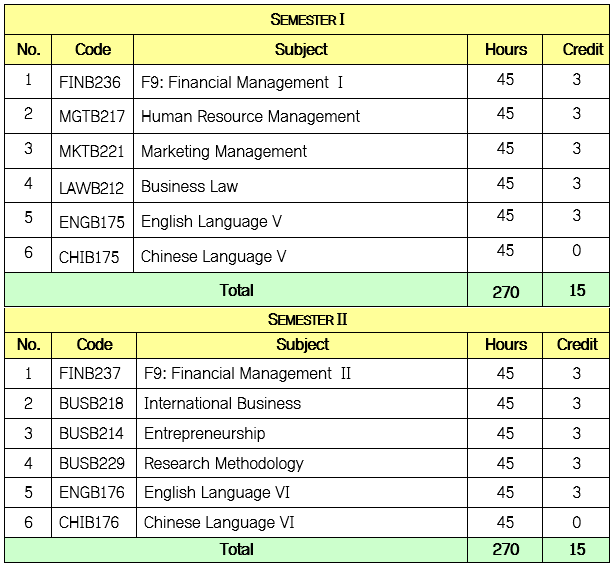 SEMESTER I
No. Code Subject Hours Credit
1 FINB236 F9: Financial Management I 45 3
2 MGTB217 Human Resource Management 45 3
3 MKTB221 Marketing Management 45 3
4 LAWB212 Business Law 45 3
5 ENGB175 English Language V 45 3
6 CHIB175 Chinese Language V 45 0
Total 270 15
SEMESTER II
No. Code Subject Hours Credit
1 FINB237 F9: Financial Management II 45 3
2 BUSB218 International Business 45 3
3 BUSB214 Entrepreneurship 45 3
4 BUSB229 Research Methodology 45 3
5 ENGB176 English Language VI 45 3
6 CHIB176 Chinese Language VI 45 0
Total 270 15